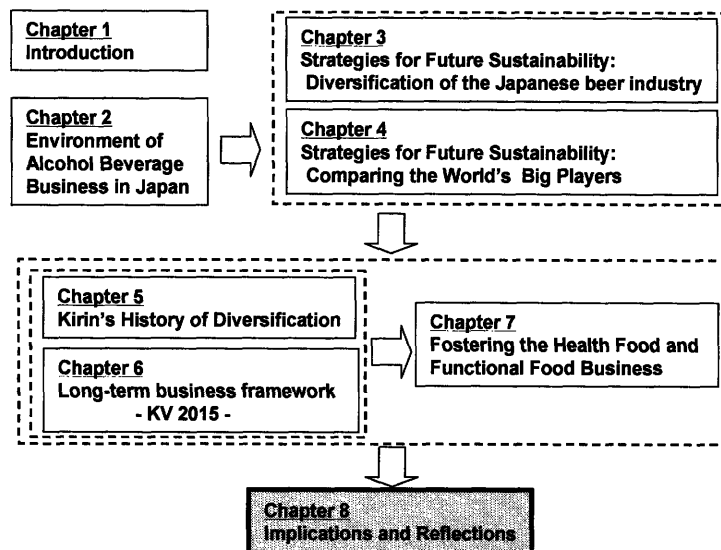 Chapter 1
Introduction
Chapter 2
Environment of
Alcohol Beverage
Business in Japan
Chapter 3
Strategies for Future Sustainability:
Diversification of the Japanese beer industry
Chapter 4
Strategies for Future Sustainability:
Comparing the World's Big Players
Chapter 5
Kirin's History of Diversification
Chapter 6
Long-term business framework
- KV 2015 -
Chapter 7
Fostering the Health Food and
Functional Food Business
Chapter 8
Implications and Reflections